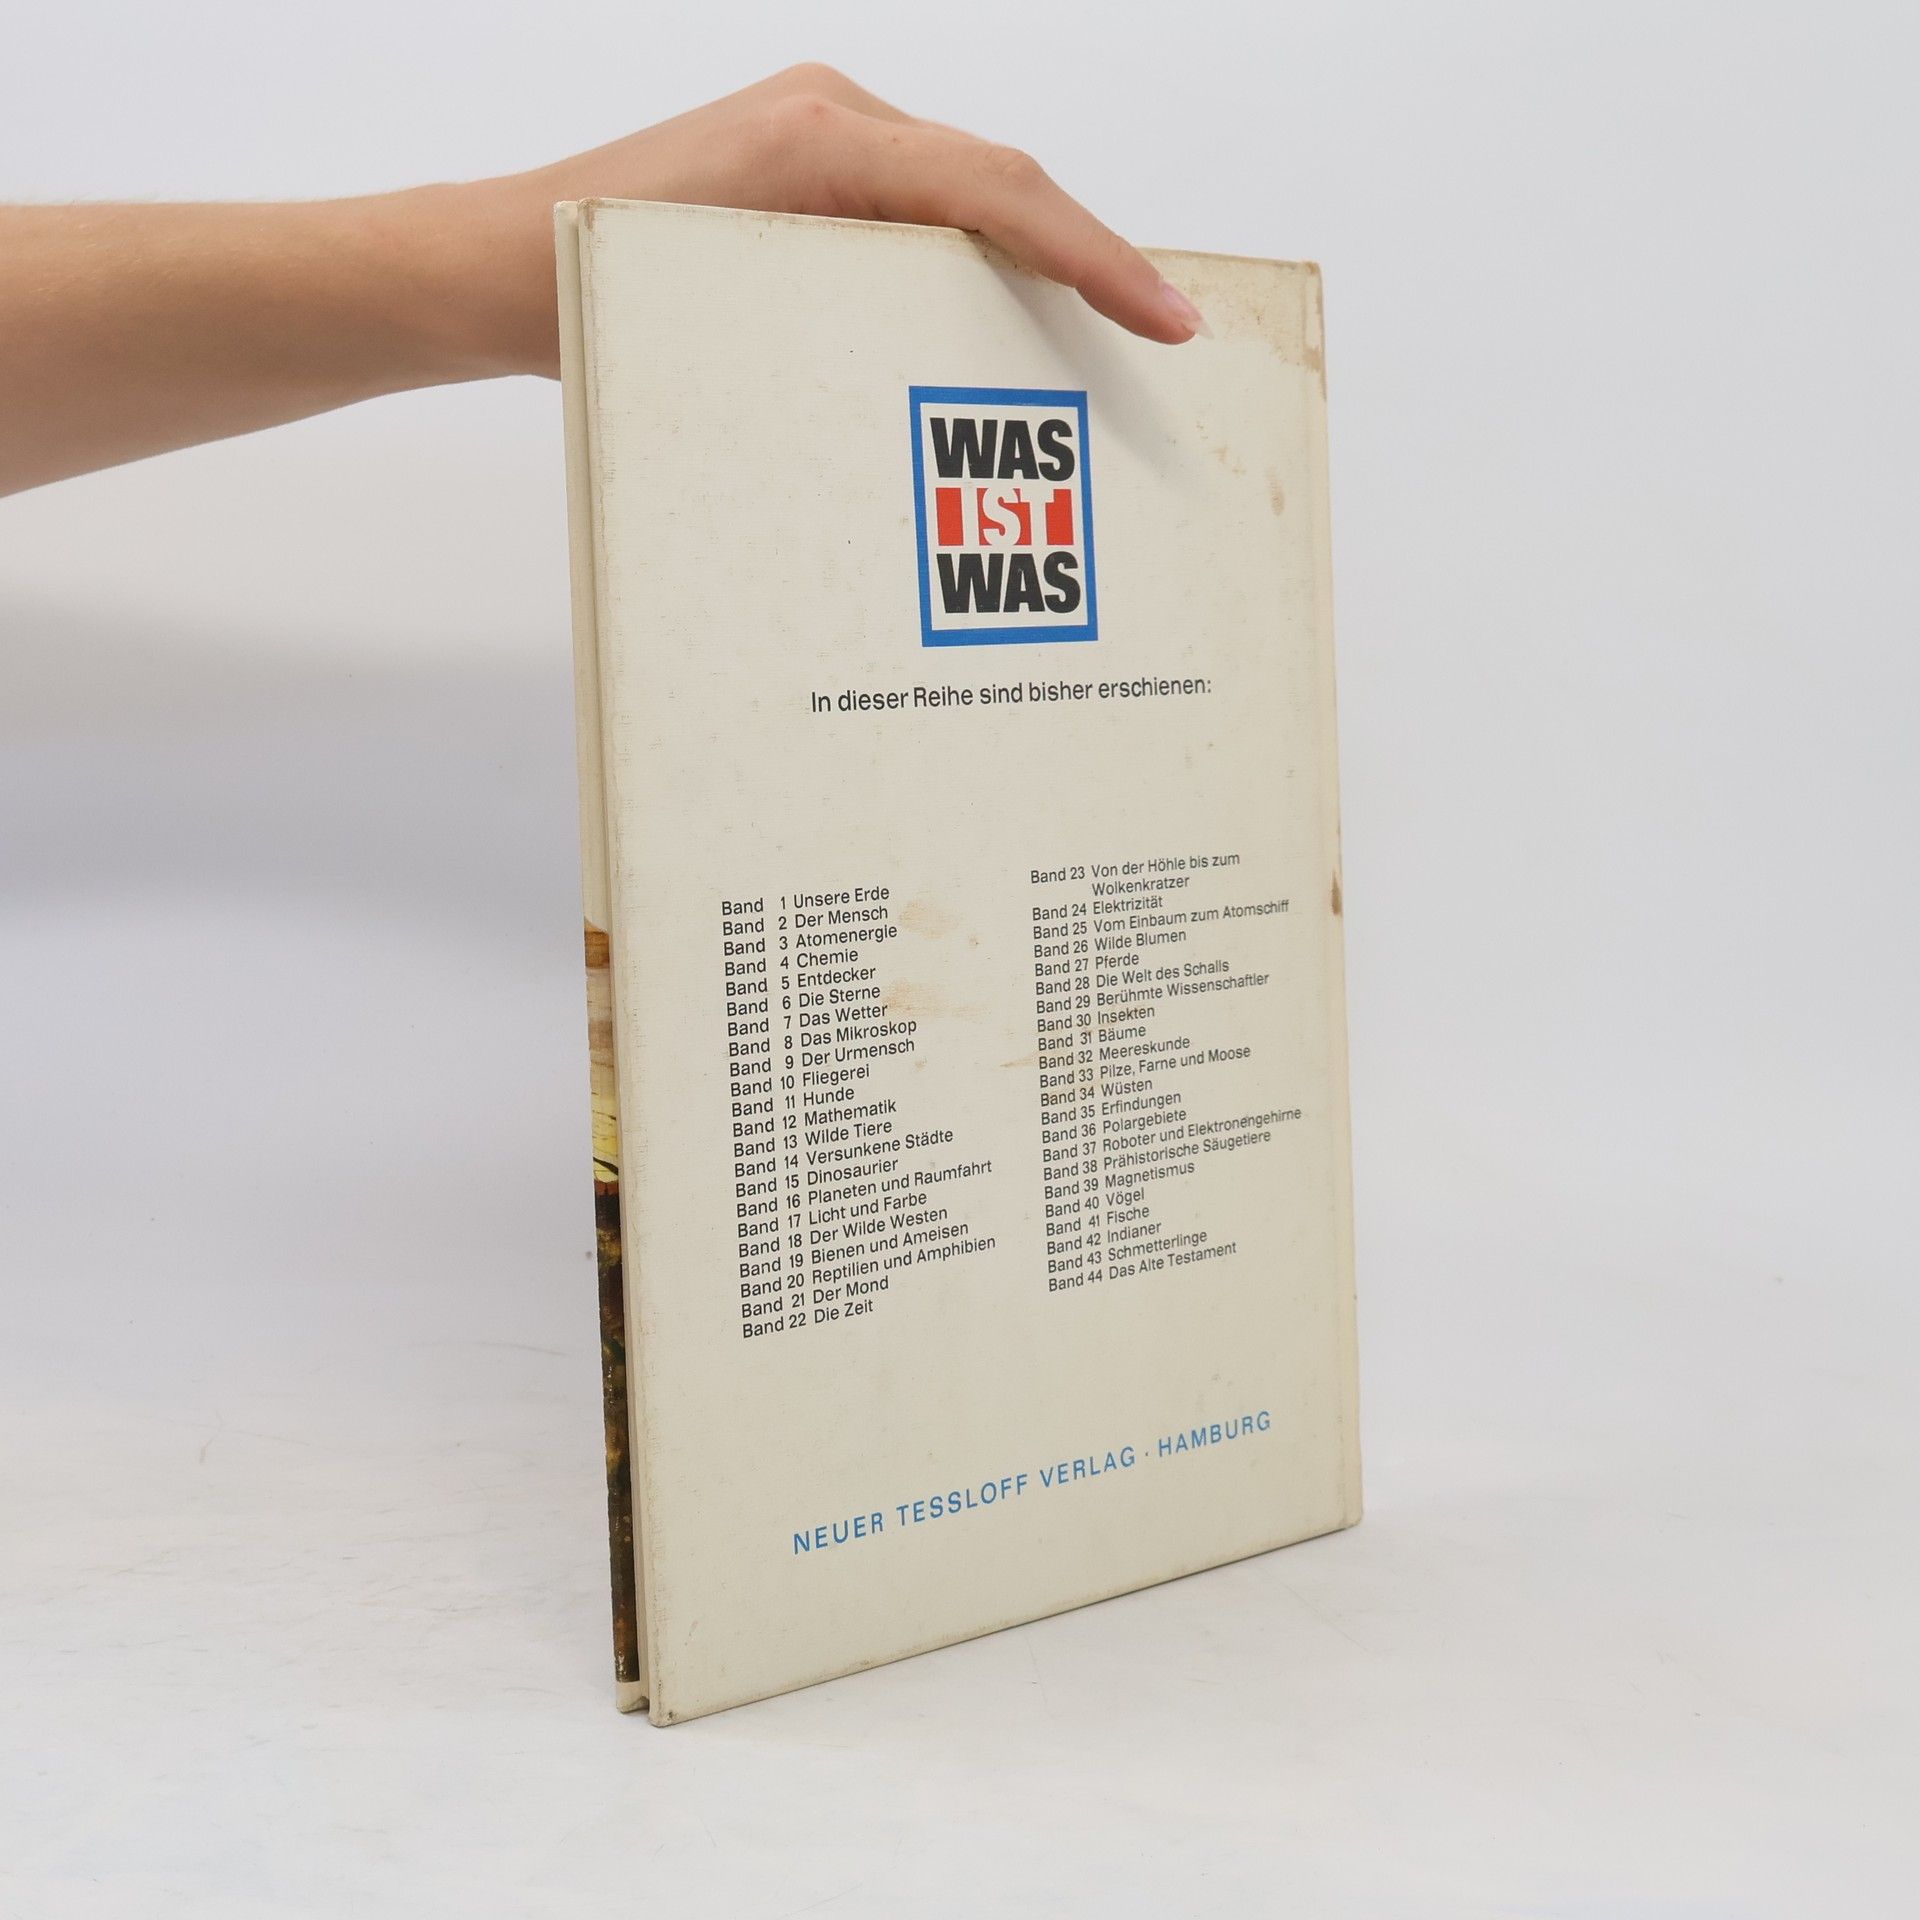 WAS
IST
WAS
In dieser Reihe sind bisher erschienen:
Band 1 Unsere Erde
Band 2 Der Mensch
Band 3 Atomenergie
Band 4 Chemie
Band 5 Entdecker
Band 6 Die Sterne
Band 7 Das Wetter
Band 8 Das Mikroskop
Band 9 Der Urmensch
Band 10 Fliegerei
Band 11 Hunde
Band 12 Mathematik
Band 13 Wilde Tiere
Band 14 Versunkene Städte
Band 15 Dinosaurier
Band 16 Planeten und Raumfahrt
Band 17 Licht und Farbe
Band 18 Der Wilde Westen
Band 19 Bienen und Ameisen
Band 20 Reptilien und Amphibien
Band 21 Der Mond
Band 22 Die Zeit
Band 23 Von der Höhle bis zum
Wolkenkratzer
Band 24 Elektrizität
Band 25 Vom Einbaum zum Atomschiff
Band 26 Wilde Blumen
Band 27 Pferde
Band 28 Die Welt des Schalls
Band 29 Berühmte Wissenschaftler
Band 30 Insekten
Band 31 Bäume
Band 32 Meereskunde
Band 33 Pilze, Farne und Moose
Band 34 Wüsten
Band 35 Erfindungen
Band 36 Polargebiete
Band 37 Roboter und Elektronengehirne
Band 38 Prähistorische Säugetiere
Band 39 Magnetismus
Band 40 Vögel
Band 41 Fische
Band 42 Indianer
Band 43 Schmetterlinge
Band 44 Das Alte Testament
NEUER TESSLOFF VERLAG · HAMBURG